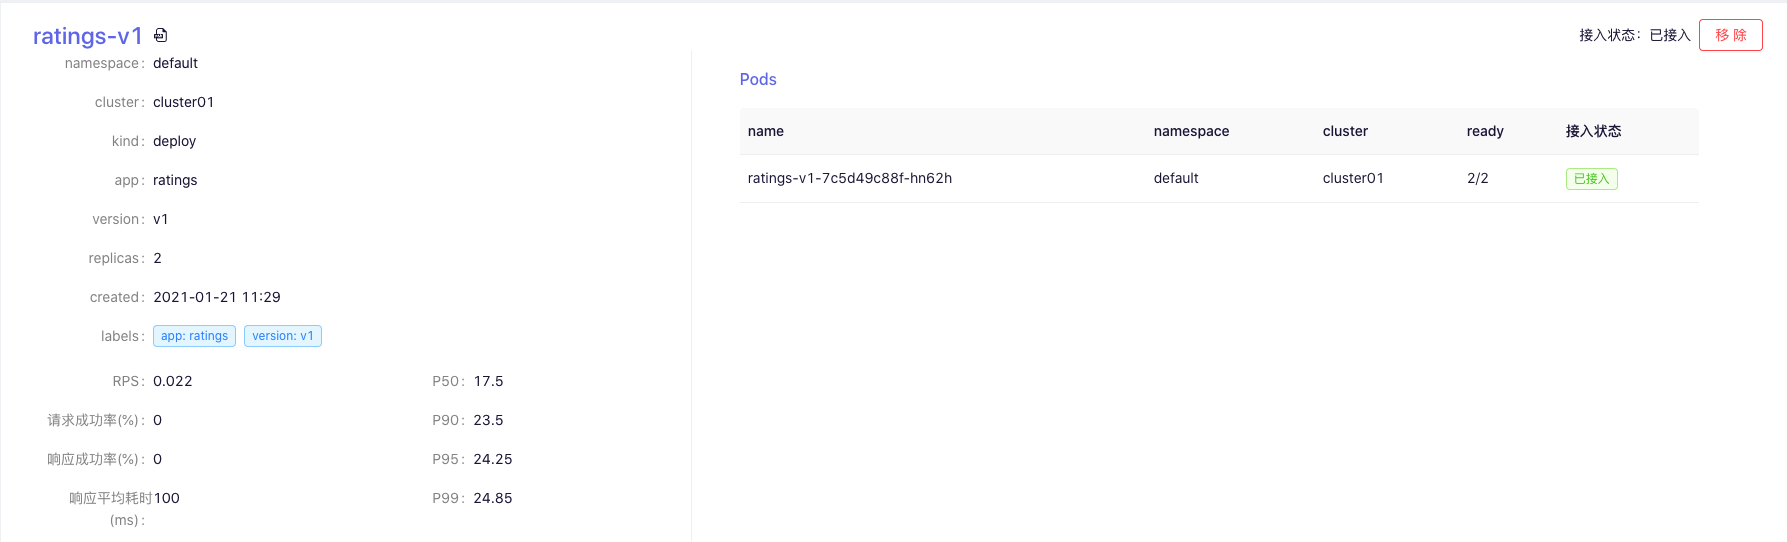 ratings-v1
接入状态：已接入 移 除
namespace: default
cluster: cluster01
kind: deploy
app: ratings
version: v1
replicas: 2
created: 2021-01-21 11:29
labels: app: ratings version: v1
RPS: 0.022 P50: 17.5
请求成功率(%): 0 P90: 23.5
响应成功率(%): 0 P95: 24.25
响应平均耗时 100 P99: 24.85
(ms):
Pods
name namespace cluster ready 接入状态
ratings-v1-7c5d49c88f-hn62h default cluster01 2/2 已接入